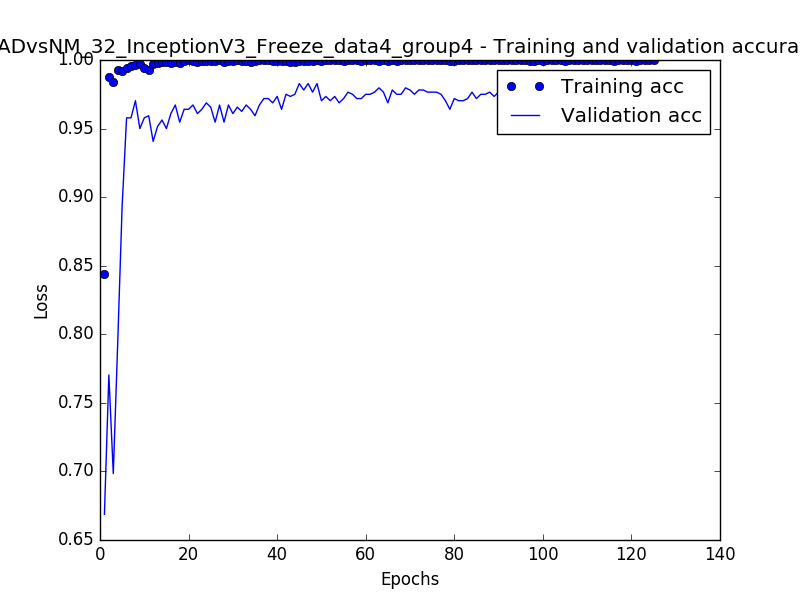 ADvsNM_32_InceptionV3_Freeze_data4_group4 - Training and validation accura
1.00
0.95
0.90
0.85
0.80
0.75
0.70
0.65
Loss
Training acc
Validation acc
0 20 40 60 80 100 120 140
Epochs